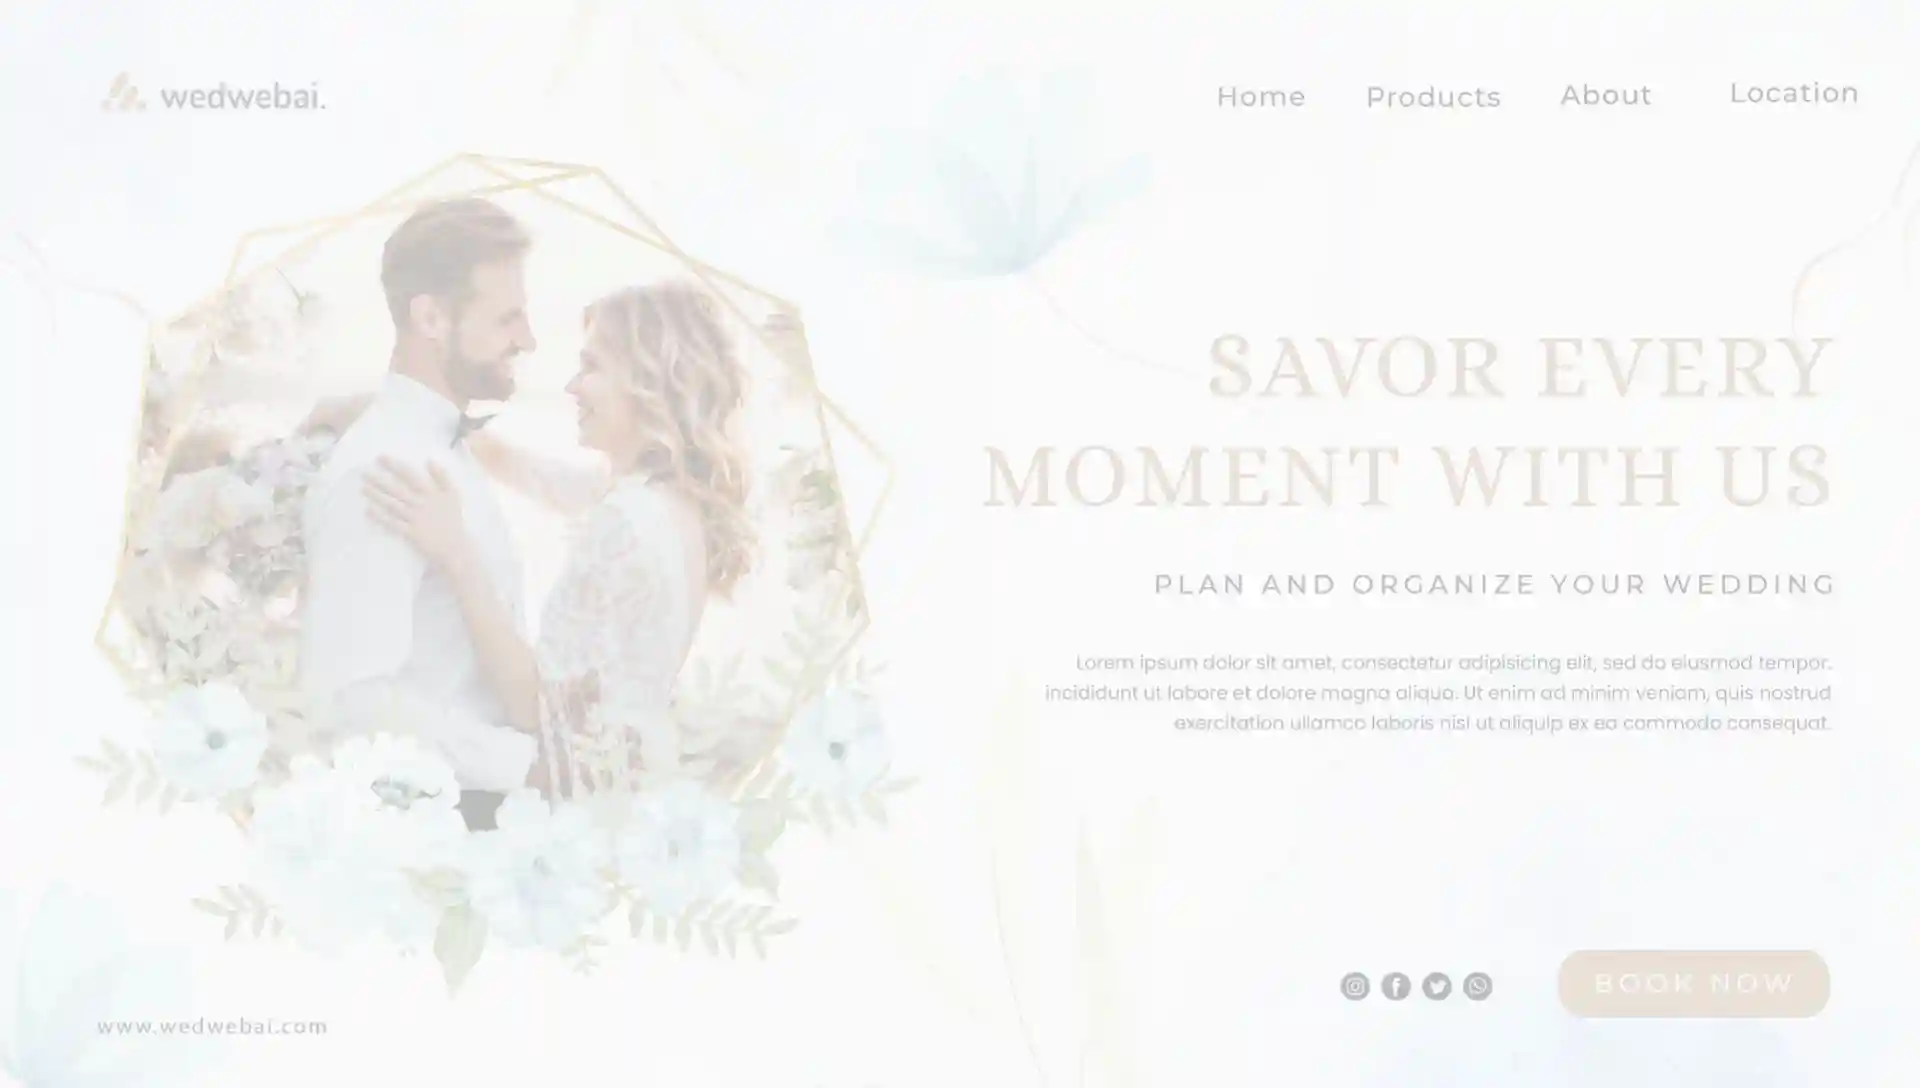 wedwebai.
Home Products About Location
SAVOR EVERY
MOMENT WITH US
PLAN AND ORGANIZE YOUR WEDDING
Lorem ipsum dolor sit amet, consectetur adipisicing elit, sed do eiusmod tempor.
incididunt ut labore et dolore magna aliqua. Ut enim ad minim veniam, quis nostrud
exercitation ullamco laboris nisi ut aliquip ex ea commodo consequat.
BOOK NOW
www.wedwebai.com